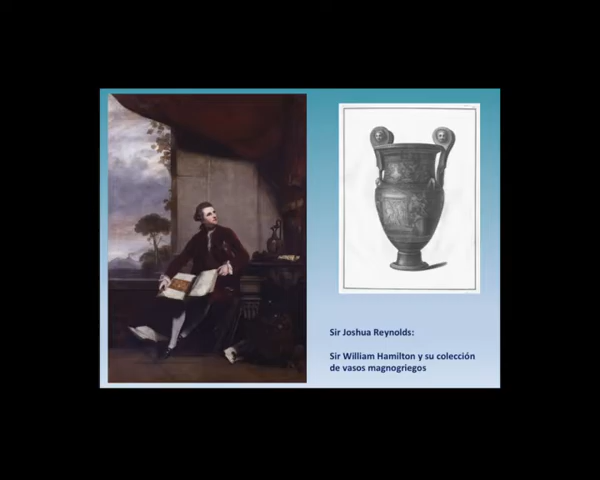 Sir Joshua Reynolds:
Sir William Hamilton y su colección
de vasos magnogriegos